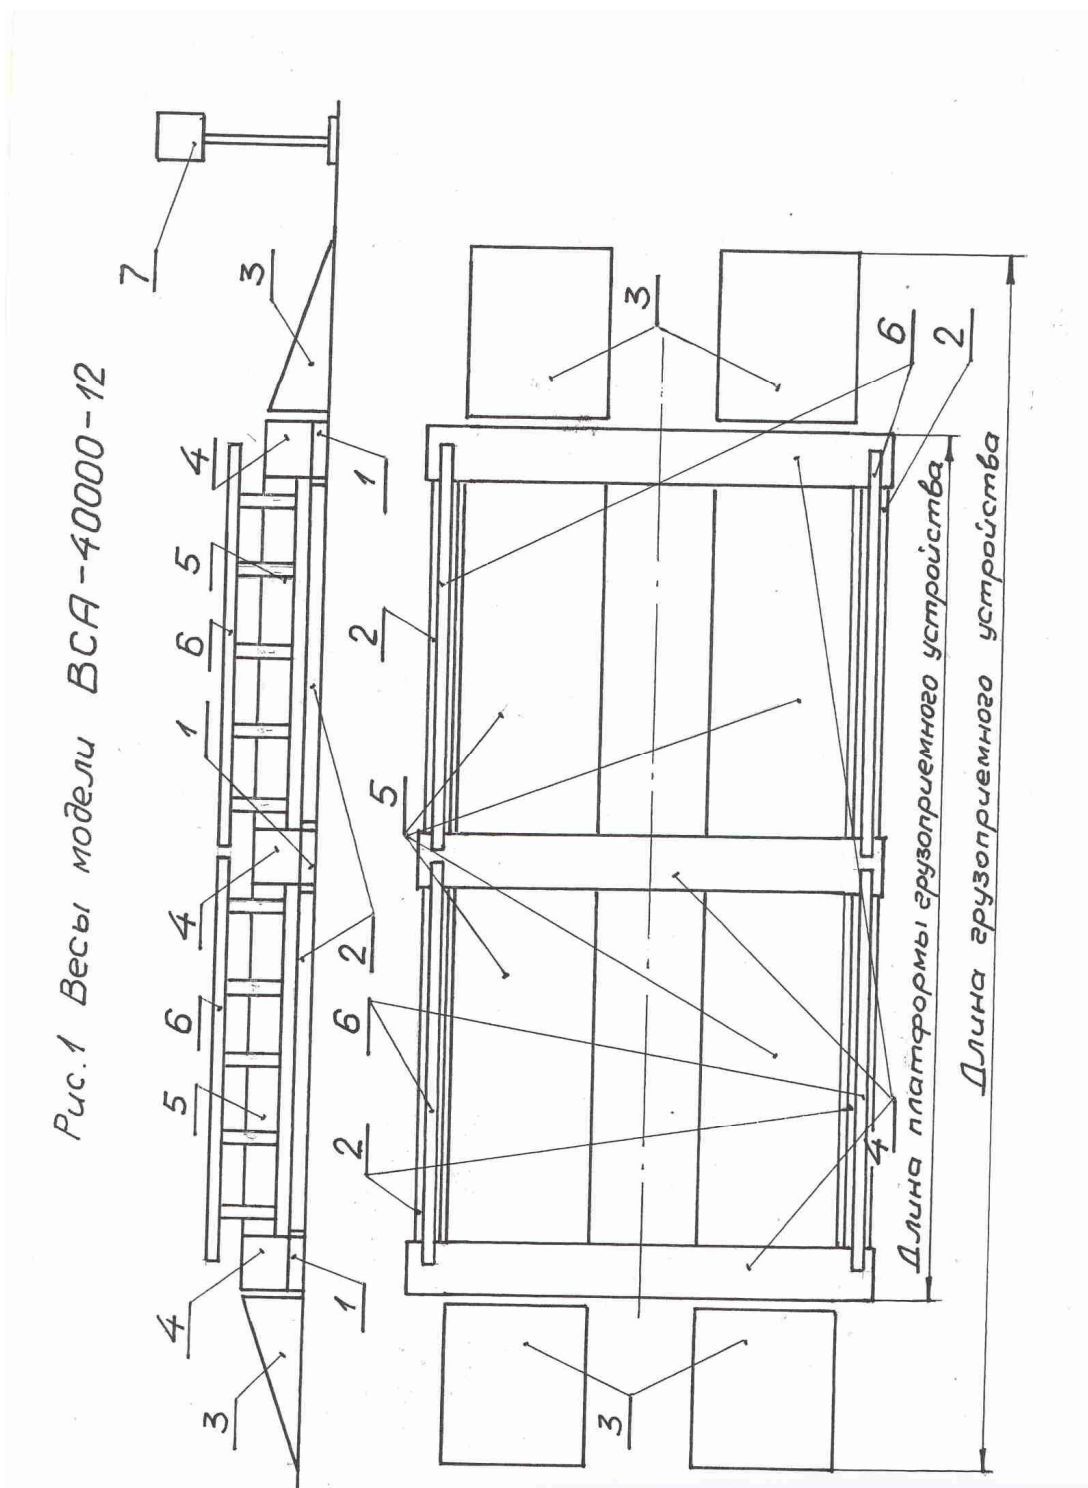 Рис.1 Весы модели ВСА-40000-12
7
3 4 5 6 4 1 6 5 4 3
1 2 6 2 5 2 1
3 3
4 6
2
Длина платформы грузоприемного устройства
Длина грузоприемного устройства